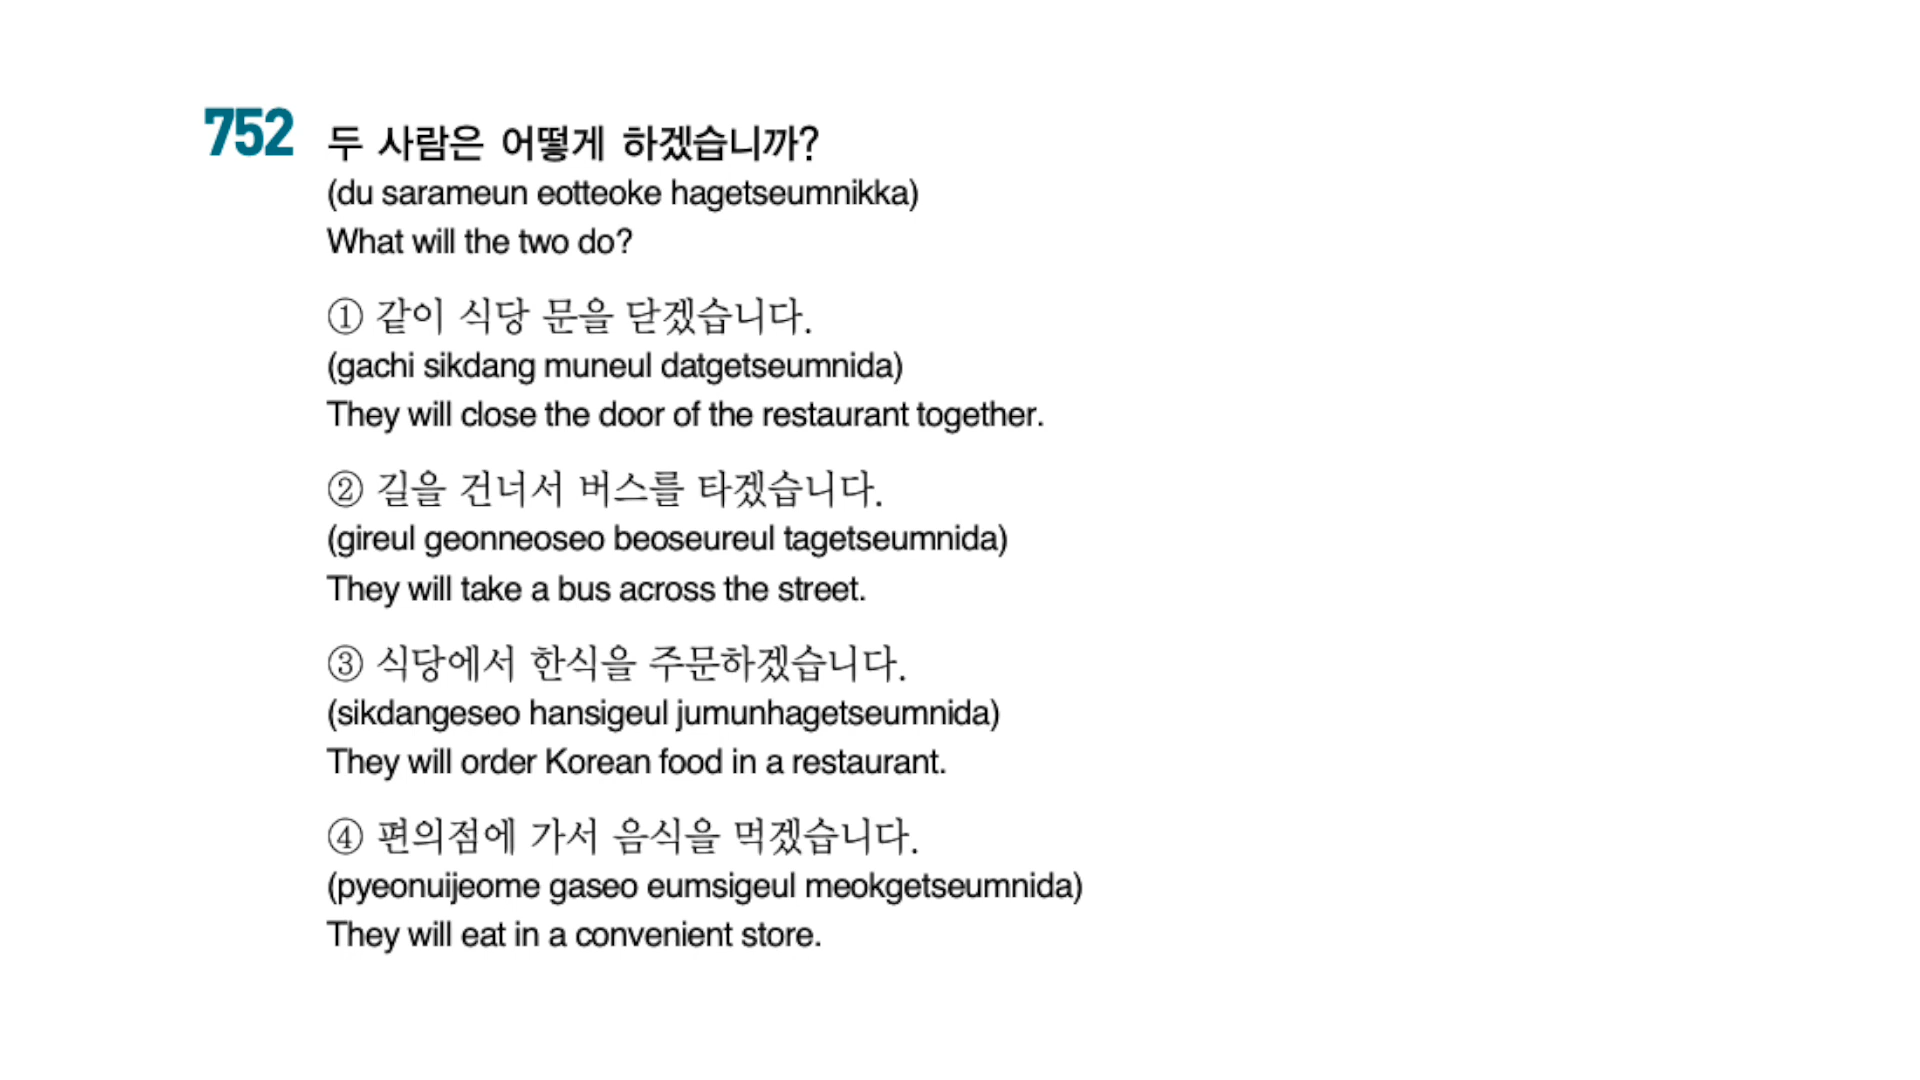 752 두 사람은 어떻게 하겠습니까?
(du sarameun eotteoke hagetseumnikka)
What will the two do?
① 같이 식당 문을 닫겠습니다.
(gachi sikdang muneul datgetseumnida)
They will close the door of the restaurant together.
② 길을 건너서 버스를 타겠습니다.
(gireul geonneoseo beoseureul tagetseumnida)
They will take a bus across the street.
③ 식당에서 한식을 주문하겠습니다.
(sikdangeseo hansigeul jumunhagetseumnida)
They will order Korean food in a restaurant.
④ 편의점에 가서 음식을 먹겠습니다.
(pyeonuijeome gaseo eumsigeul meokgetseumnida)
They will eat in a convenient store.